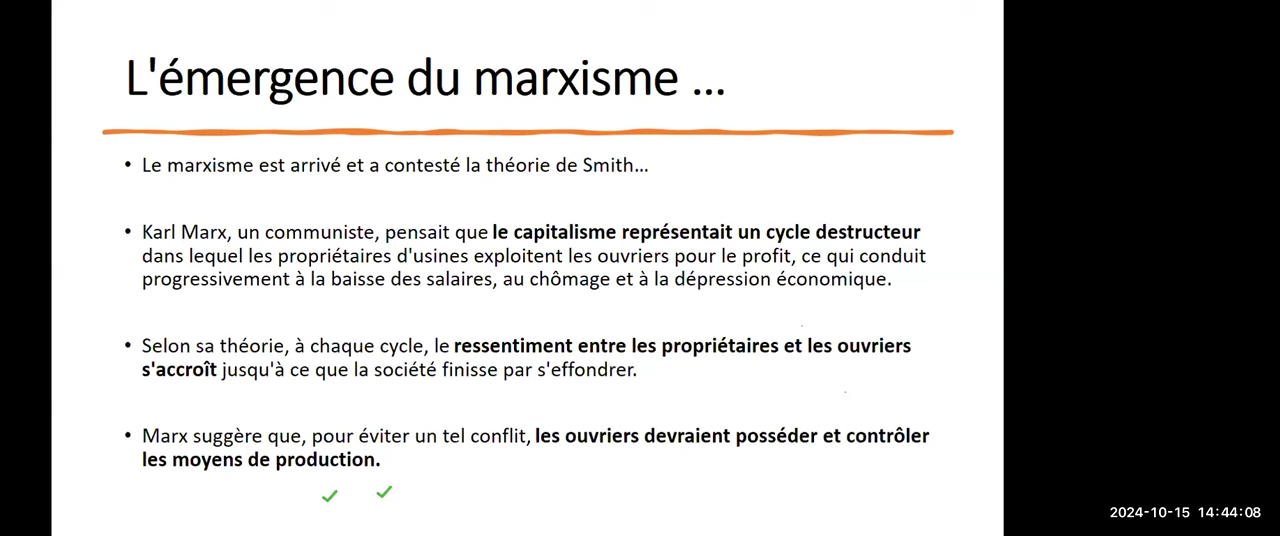 L'émergence du marxisme ...
• Le marxisme est arrivé et a contesté la théorie de Smith...
• Karl Marx, un communiste, pensait que le capitalisme représentait un cycle destructeur
dans lequel les propriétaires d'usines exploitent les ouvriers pour le profit, ce qui conduit
progressivement à la baisse des salaires, au chômage et à la dépression économique.
• Selon sa théorie, à chaque cycle, le ressentiment entre les propriétaires et les ouvriers
s'accroît jusqu'à ce que la société finisse par s'effondrer.
• Marx suggère que, pour éviter un tel conflit, les ouvriers devraient posséder et contrôler
les moyens de production.
2024-10-15 14:44:08